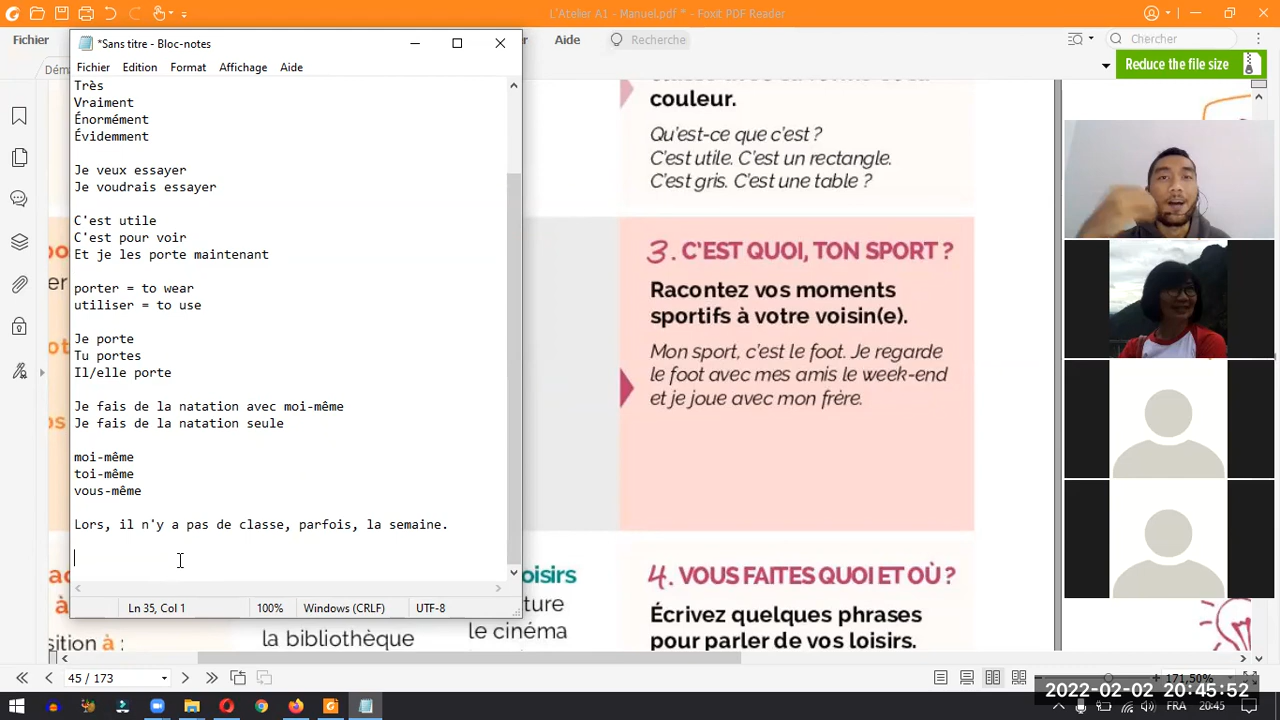 L'Atelier A1 - Manuel.pdf * - Foxit PDF Reader
Fichier
Aide
Recherche
Chercher
Reduce the file size
*Sans titre - Bloc-notes
Fichier Edition Format Affichage Aide
Très
Vraiment
Énormément
Évidemment
Je veux essayer
Je voudrais essayer
C'est utile
C'est pour voir
Et je les porte maintenant
porter = to wear
utiliser = to use
Je porte
Tu portes
Il/elle porte
Je fais de la natation avec moi-même
Je fais de la natation seule
moi-même
toi-même
vous-même
Lors, il n'y a pas de classe, parfois, la semaine.
Ln 35, Col 1 100% Windows (CRLF) UTF-8
couleur.
Qu'est-ce que c'est ?
C'est utile. C'est un rectangle.
C'est gris. C'est une table ?
3. C'EST QUOI, TON SPORT ?
Racontez vos moments
sportifs à votre voisin(e).
Mon sport, c'est le foot. Je regarde
le foot avec mes amis le week-end
et je joue avec mon frère.
4. VOUS FAITES QUOI ET OÙ ?
Écrivez quelques phrases
pour parler de vos loisirs.
oisirs
ture
la bibliothèque
le cinéma
sition à :
45 / 173
171,50%
2022-02-02 20:45:52
FRA 20:45